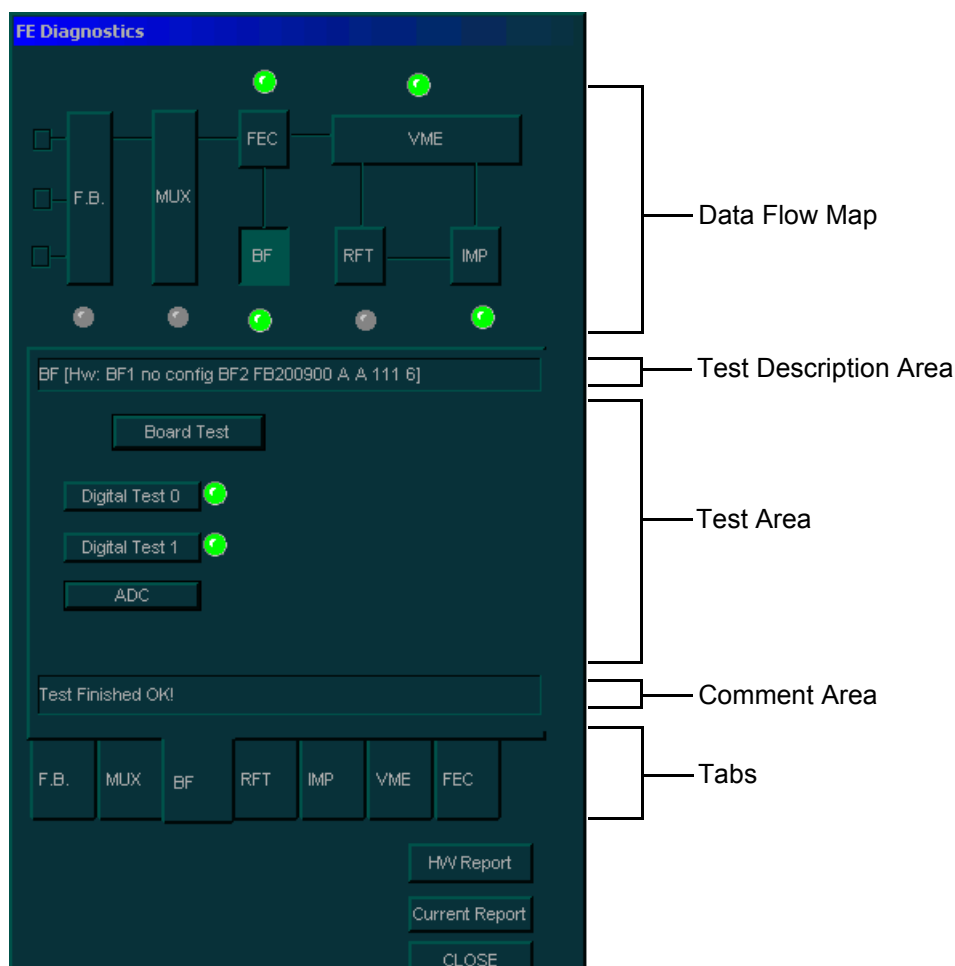 FE Diagnostics
FEC
VME
F.B.
MUX
BF
RFT
IMP
Data Flow Map
BF [Hw: BF1 no config BF2 FB200900 A A 111 6]
Test Description Area
Board Test
Digital Test 0
Digital Test 1
ADC
Test Area
Test Finished OK!
Comment Area
F.B.
MUX
BF
RFT
IMP
VME
FEC
Tabs
HW Report
Current Report
CLOSE